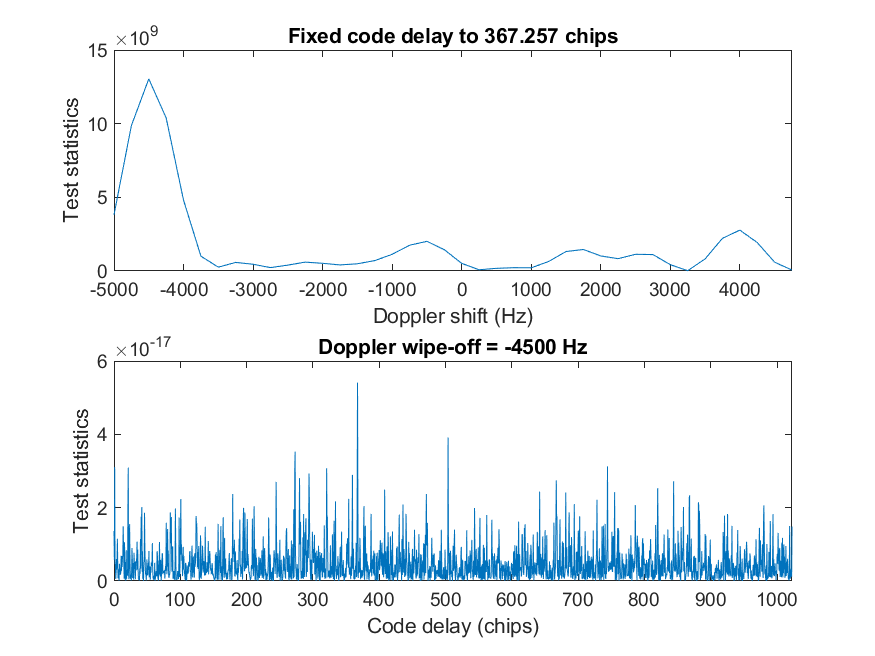 ×10⁹
Fixed code delay to 367.257 chips
15
10
5
0
Test statistics
-5000 -4000 -3000 -2000 -1000 0 1000 2000 3000 4000
Doppler shift (Hz)
×10⁻¹⁷
Doppler wipe-off = -4500 Hz
6
4
2
0
Test statistics
0 100 200 300 400 500 600 700 800 900 1000
Code delay (chips)